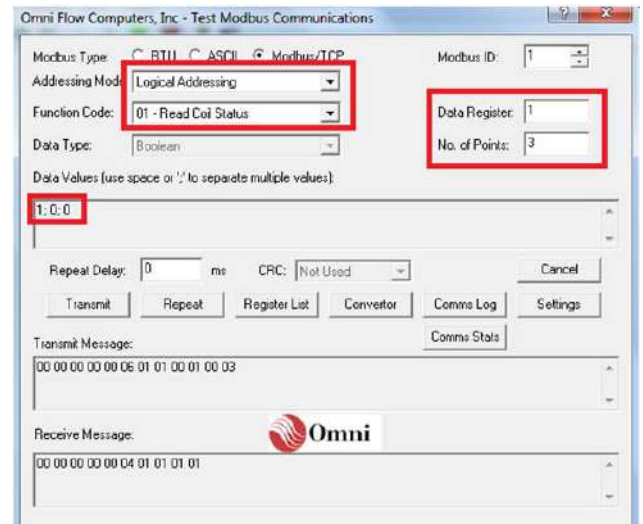 Omni Flow Computers, Inc - Test Modbus Communications
Modbus Type: RTU ASCII Modbus/TCP Modbus ID: 1
Addressing Mode: Logical Addressing
Function Code: 01 - Read Coil Status Data Register: 1
Data Type: Boolean No. of Points: 3
Data Values (use space or ';' to separate multiple values):
1; 0; 0
Repeat Delay: 0 ms CRC: Not Used Cancel
Transmit Repeat Register List Convertor Comms Log Settings
Comms Stats
Transmit Message:
00 00 00 00 00 06 01 01 00 01 00 03
Omni
Receive Message:
00 00 00 00 00 04 01 01 01 01